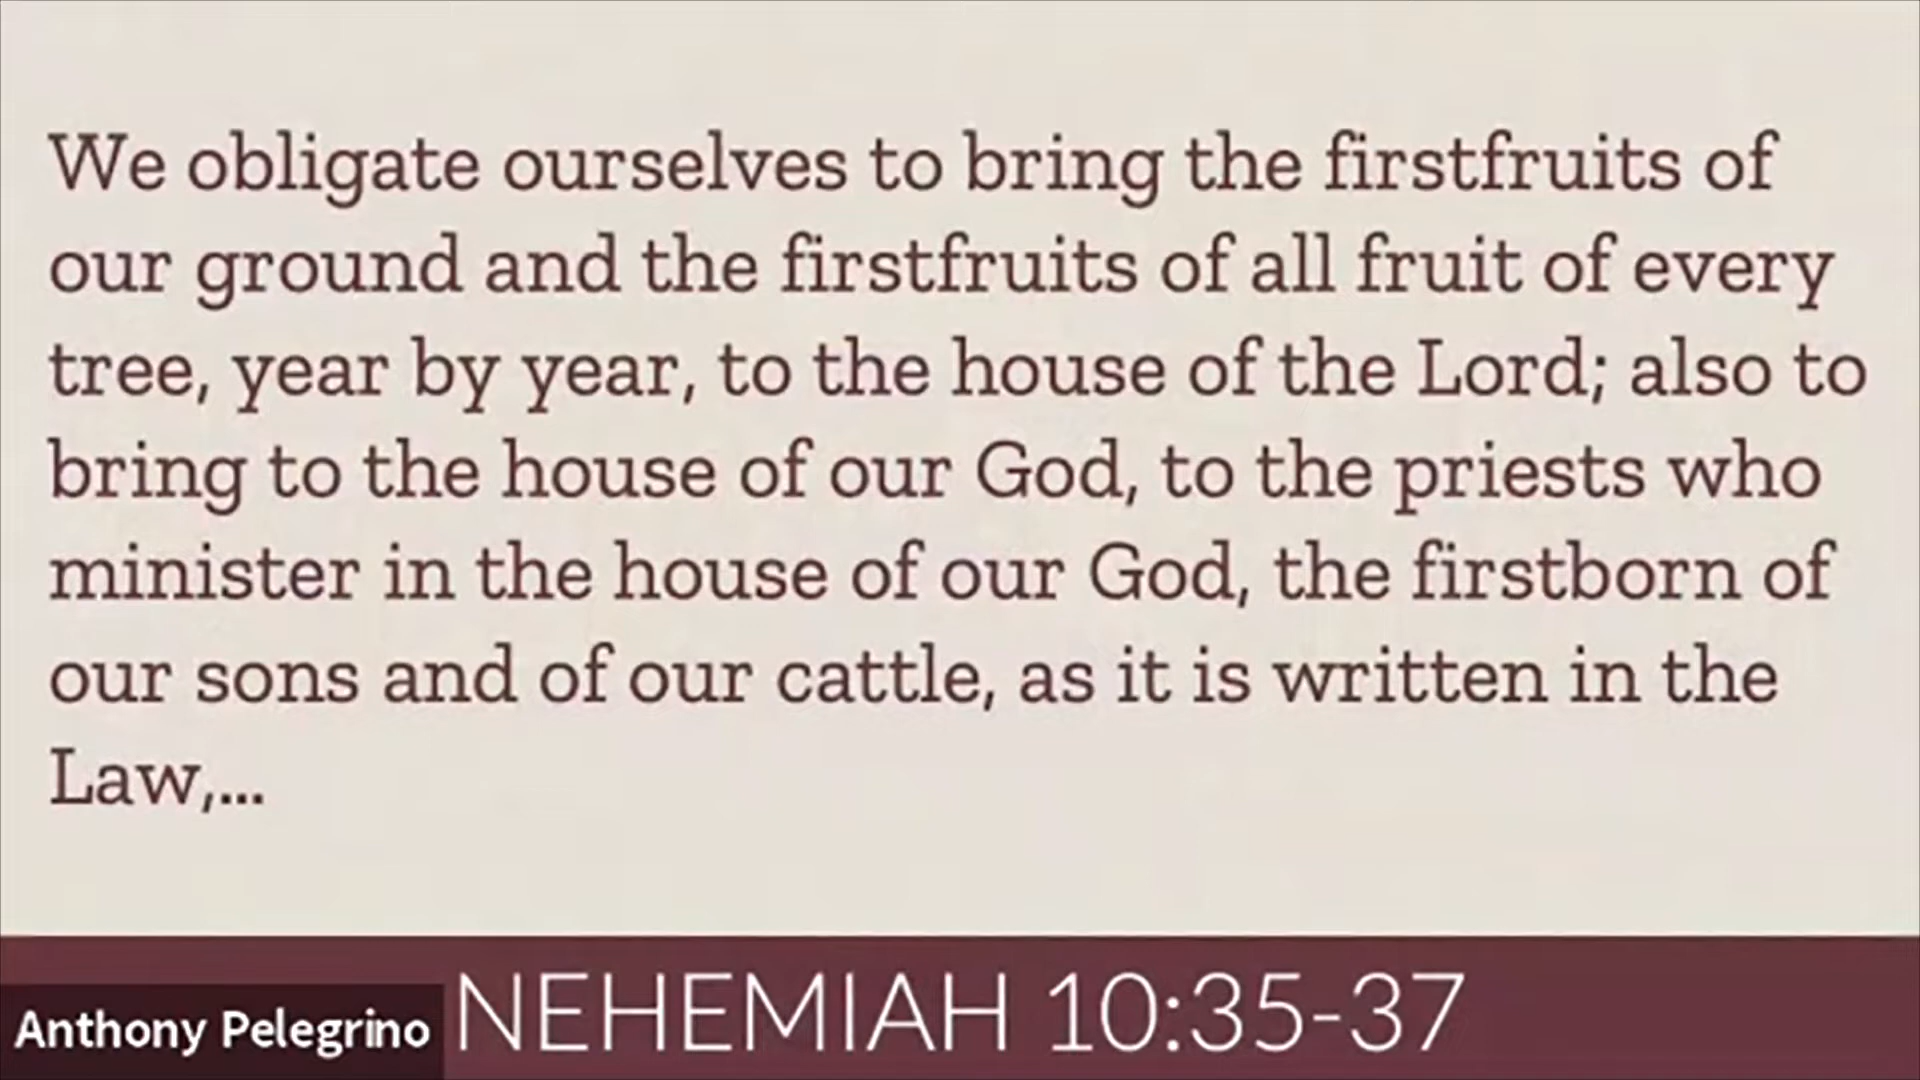 We obligate ourselves to bring the firstfruits of
our ground and the firstfruits of all fruit of every
tree, year by year, to the house of the Lord; also to
bring to the house of our God, to the priests who
minister in the house of our God, the firstborn of
our sons and of our cattle, as it is written in the
Law,...
NEHEMIAH 10:35-37
Anthony Pelegrino